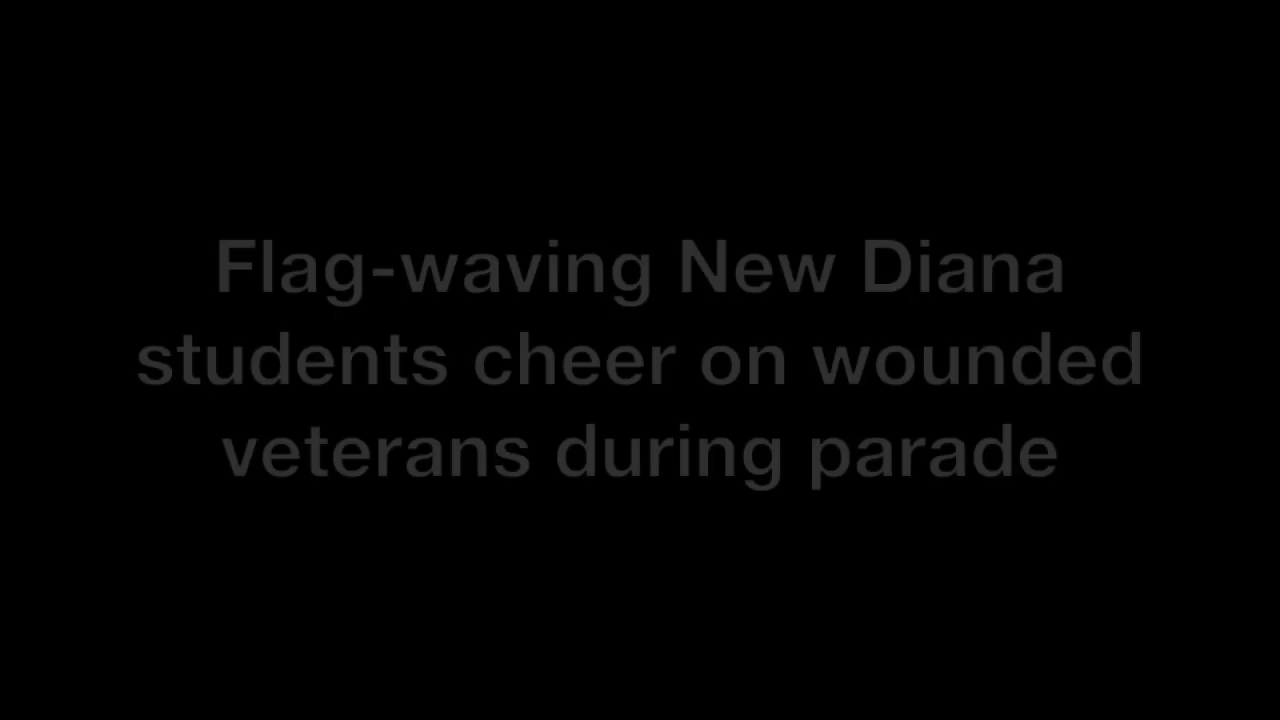 Flag-waving New Diana
students cheer on wounded
veterans during parade